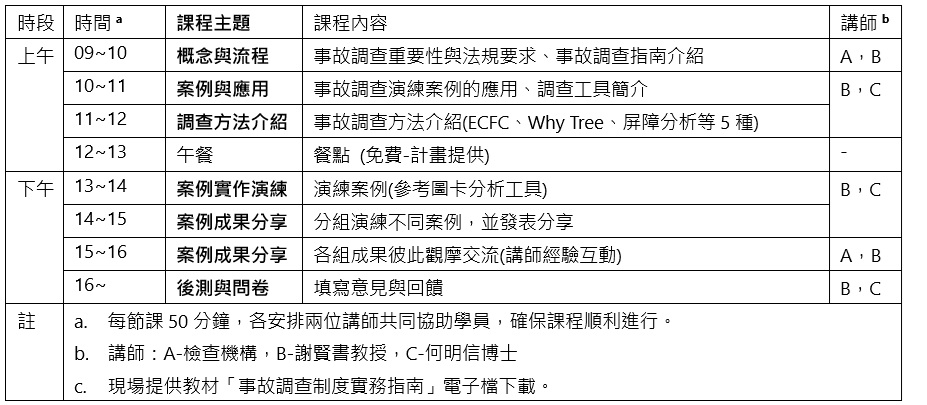 時段 時間 a 課程主題 課程內容 講師 b
上午 09~10 概念與流程 事故調查重要性與法規要求、事故調查指南介紹 A，B
10~11 案例與應用 事故調查演練案例的應用、調查工具簡介 B，C
11~12 調查方法介紹 事故調查方法介紹(ECFC、Why Tree、屏障分析等 5 種)
12~13 午餐 餐點 (免費-計畫提供) -
下午 13~14 案例實作演練 演練案例(參考圖卡分析工具) B，C
14~15 案例成果分享 分組演練不同案例，並發表分享
15~16 案例成果分享 各組成果彼此觀摩交流(講師經驗互動) A，B
16~ 後測與問卷 填寫意見與回饋 B，C
註 a. 每節課 50 分鐘，各安排兩位講師共同協助學員，確保課程順利進行。
b. 講師：A-檢查機構，B-謝賢書教授，C-何明信博士
c. 現場提供教材「事故調查制度實務指南」電子檔下載。